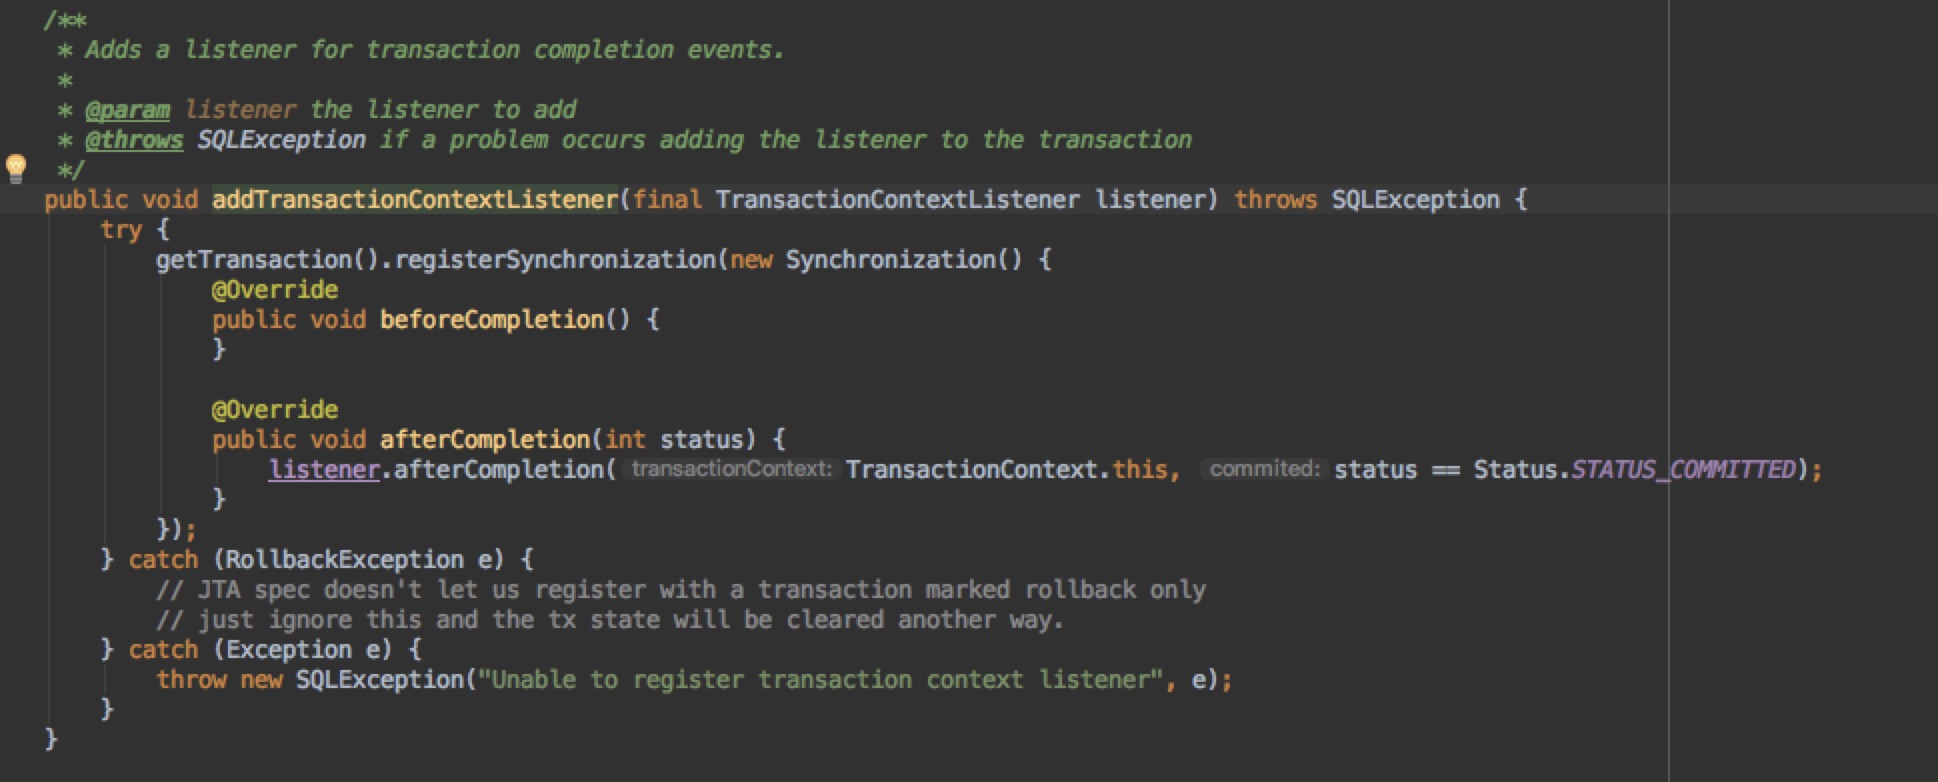 /**
 * Adds a listener for transaction completion events.
 *
 * @param listener the listener to add
 * @throws SQLException if a problem occurs adding the listener to the transaction
 */
public void addTransactionContextListener(final TransactionContextListener listener) throws SQLException {
    try {
        getTransaction().registerSynchronization(new Synchronization() {
            @Override
            public void beforeCompletion() {
            }

            @Override
            public void afterCompletion(int status) {
                listener.afterCompletion( transactionContext: TransactionContext.this, commited: status == Status.STATUS_COMMITTED);
            }
        });
    } catch (RollbackException e) {
        // JTA spec doesn't let us register with a transaction marked rollback only
        // just ignore this and the tx state will be cleared another way.
    } catch (Exception e) {
        throw new SQLException("Unable to register transaction context listener", e);
    }
}